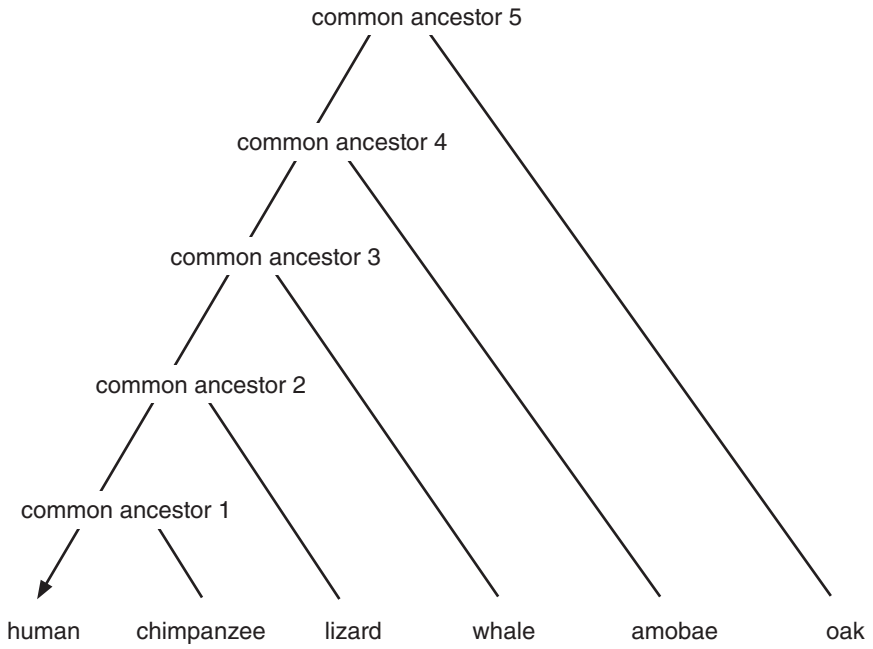 common ancestor 5
common ancestor 4
common ancestor 3
common ancestor 2
common ancestor 1
human chimpanzee lizard whale amobae oak